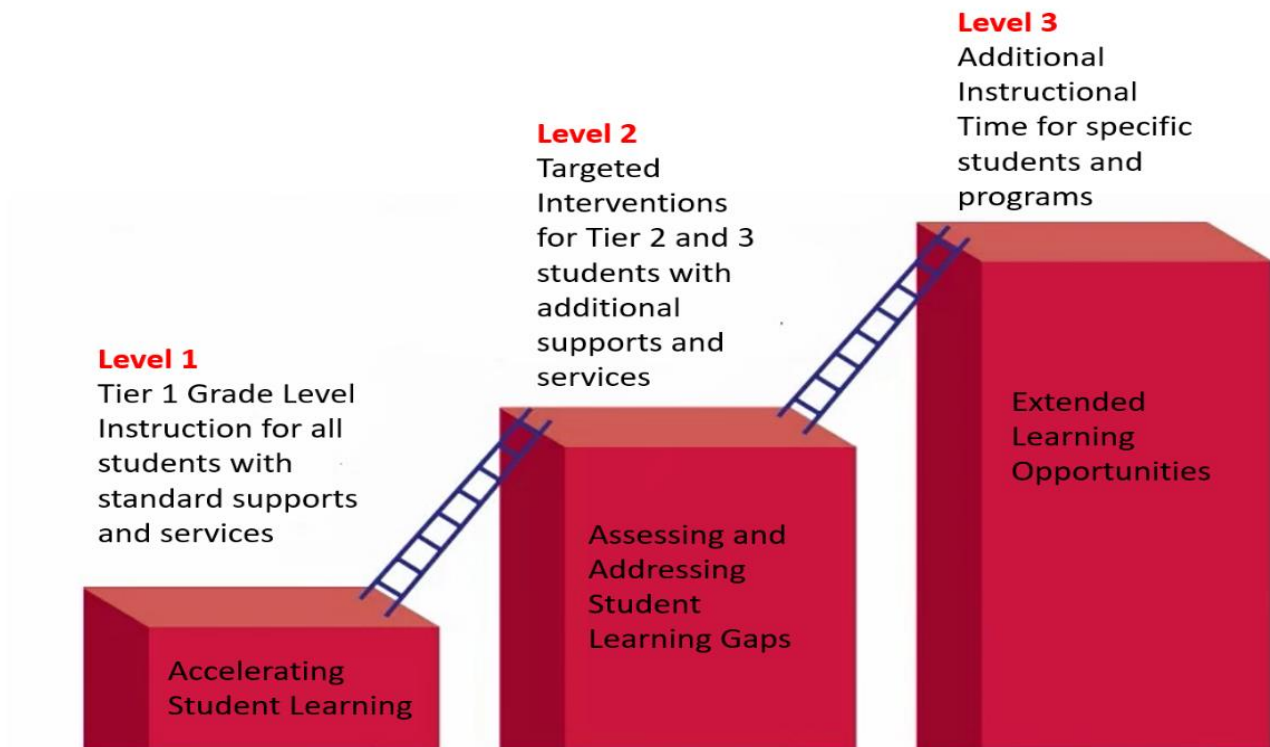 Level 1
Tier 1 Grade Level
Instruction for all
students with
standard supports
and services
Accelerating
Student Learning
Level 2
Targeted
Interventions
for Tier 2 and 3
students with
additional
supports and
services
Assessing and
Addressing
Student
Learning Gaps
Level 3
Additional
Instructional
Time for specific
students and
programs
Extended
Learning
Opportunities